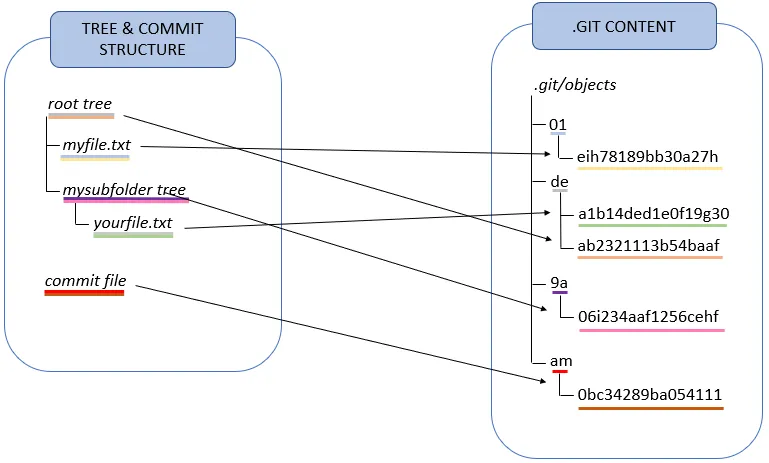 TREE & COMMIT
STRUCTURE
root tree
myfile.txt
mysubfolder tree
yourfile.txt
commit file
.GIT CONTENT
.git/objects
01
eih78189bb30a27h
de
a1b14ded1e0f19g30
ab2321113b54baaf
9a
06i234aaf1256cehf
am
0bc34289ba054111